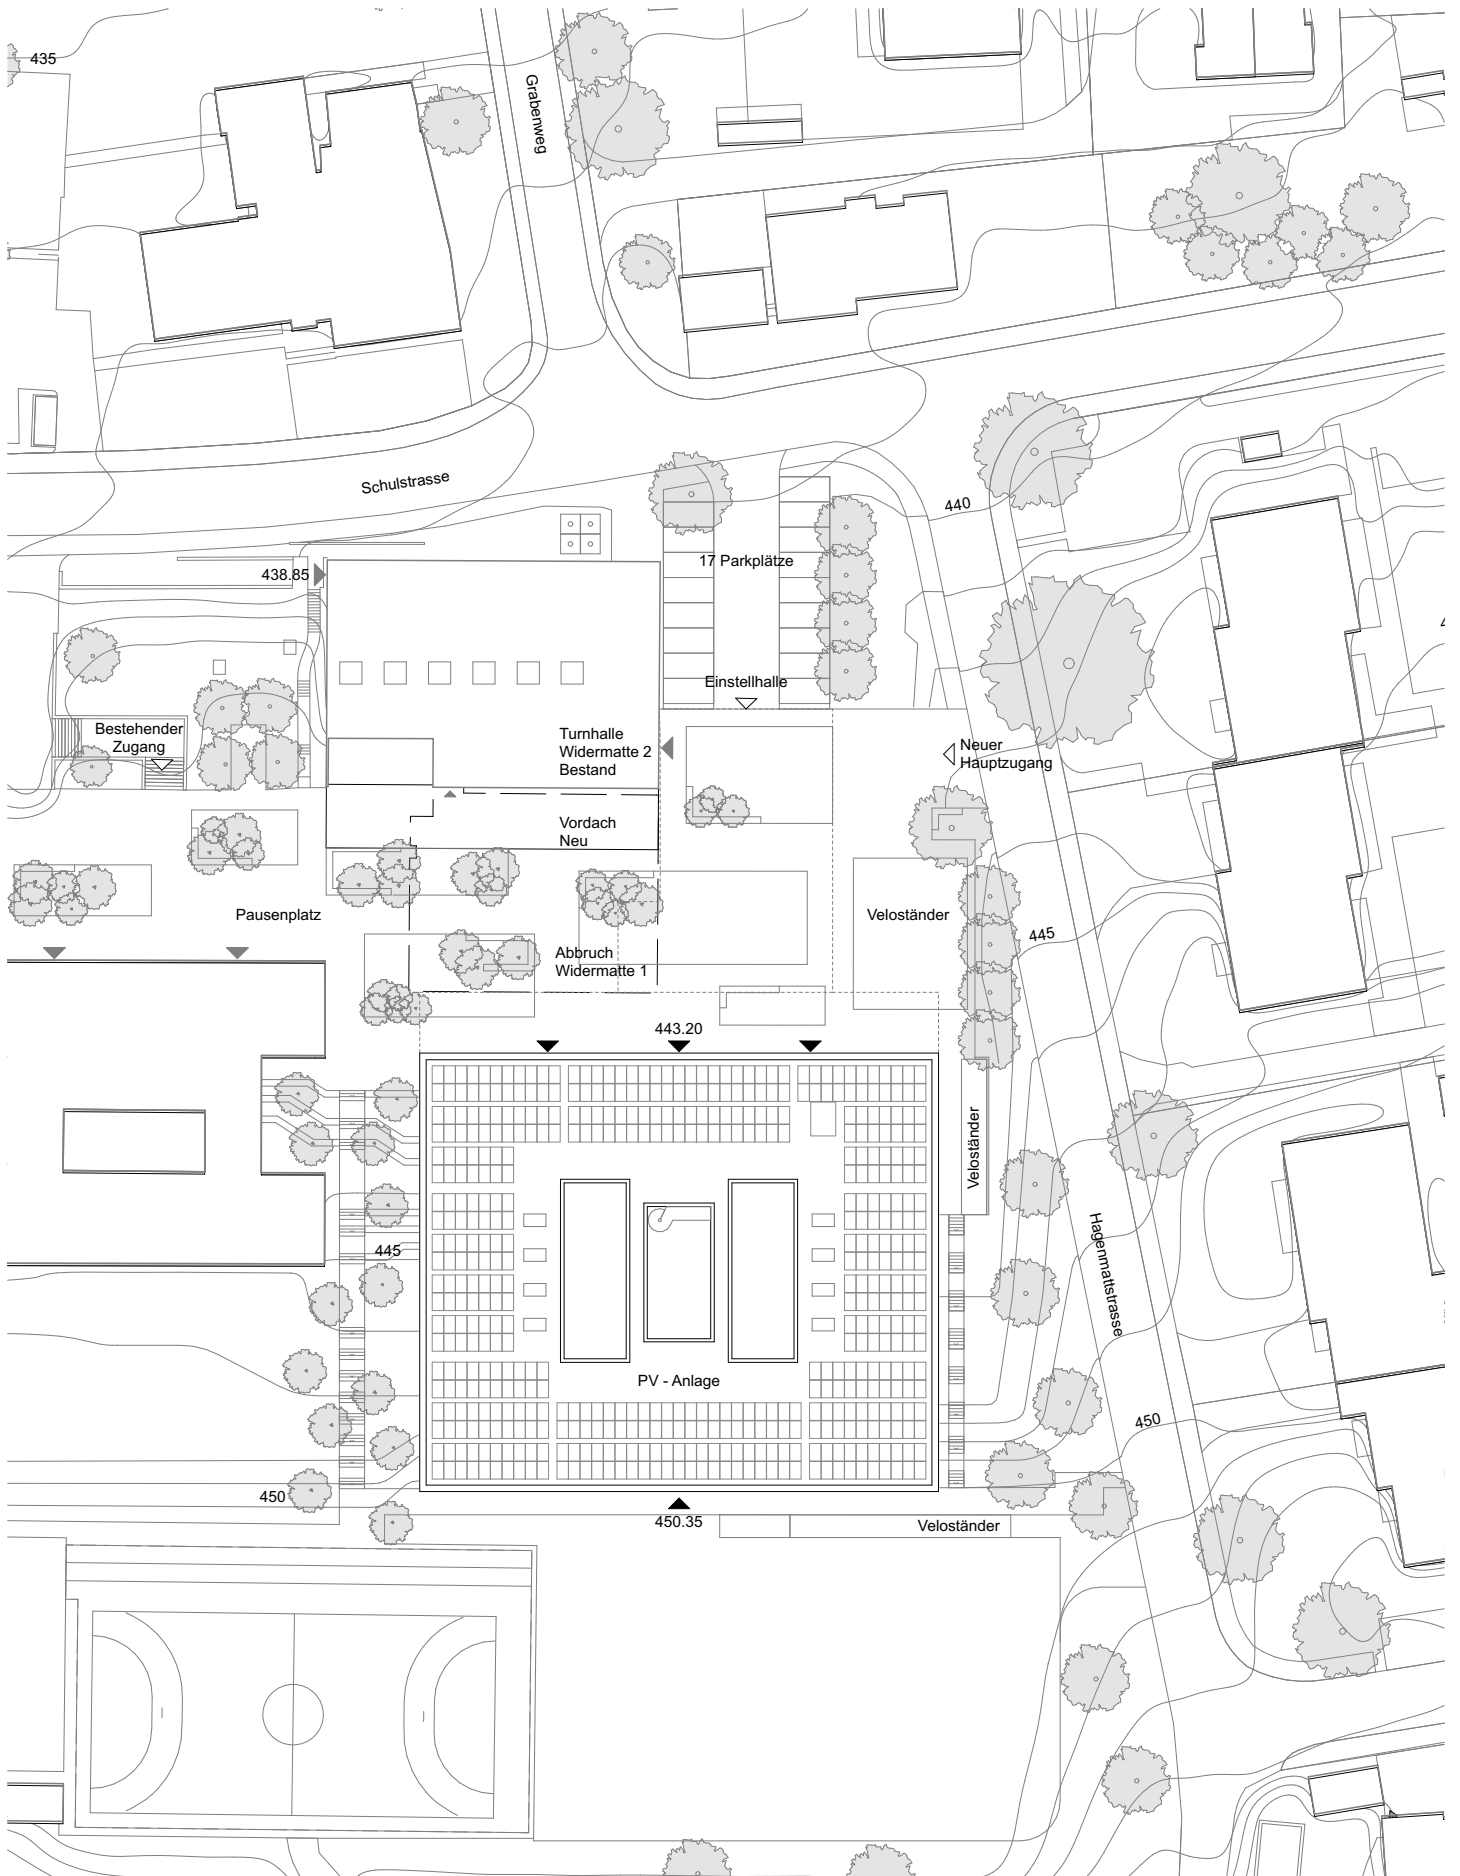 435
Grabenweg
Schulstrasse
440
17 Parkplätze
438.85
Einstellhalle
Bestehender
Zugang
Turnhalle
Widermatte 2
Bestand
Neuer
Hauptzugang
Vordach
Neu
Pausenplatz
Veloständer
445
Abbruch
Widermatte 1
443.20
Veloständer
445
Hagenmattstrasse
PV - Anlage
450
450
450.35
Veloständer